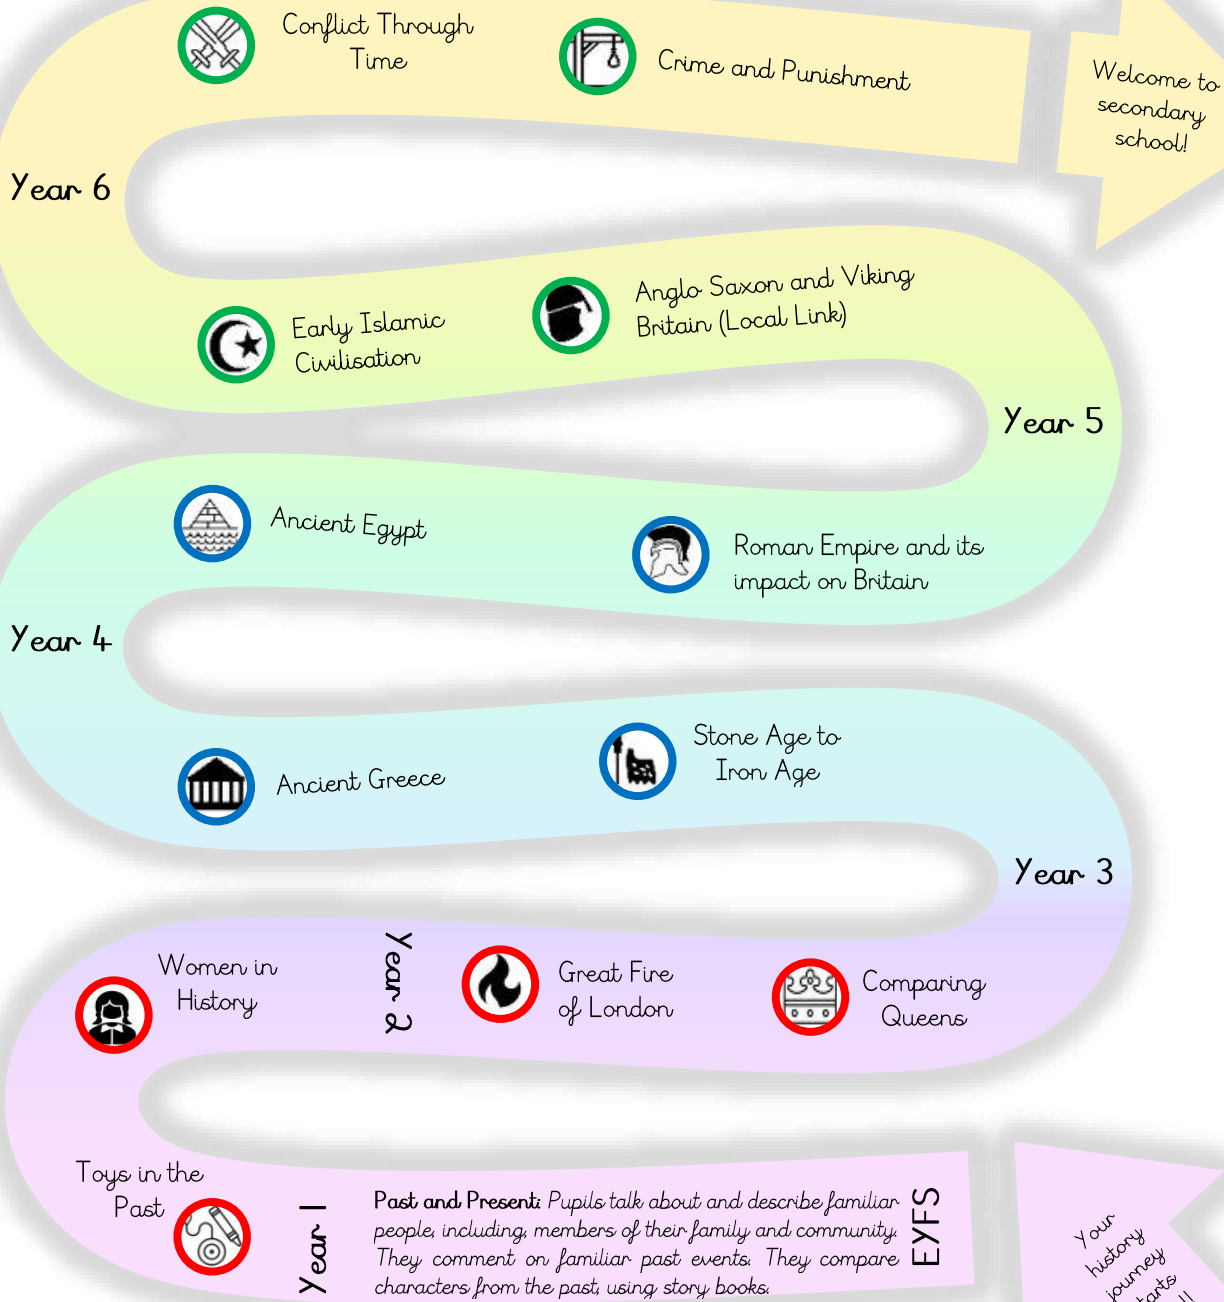 Conflict Through
Time
Crime and Punishment
Welcome to
secondary
school!
Year 6
Early Islamic
Civilisation
Anglo Saxon and Viking
Britain (Local Link)
Year 5
Ancient Egypt
Roman Empire and its
impact on Britain
Year 4
Ancient Greece
Stone Age to
Iron Age
Year 3
Women in
History
Year 2
Great Fire
of London
Comparing
Queens
Toys in the
Past
Year 1
Past and Present: Pupils talk about and describe familiar
people, including, members of their family and community.
They comment on familiar past events. They compare
characters from the past, using story books.
EYFS
Your
history
journey